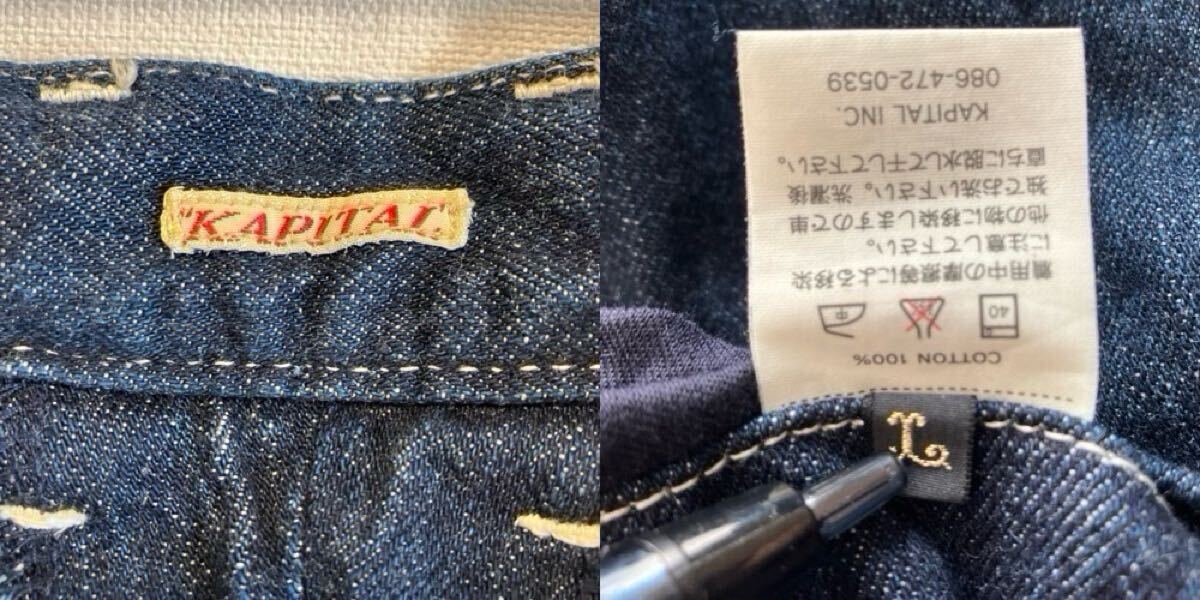 "KAPITAL"
COTTON 100%
40
中
着用中の摩擦等による移染
に注意して下さい。
他の物に移染しますので単
独でお洗い下さい。洗濯後
直ちに脱水して干して下さい。
KAPITAL INC.
086-472-0539
L